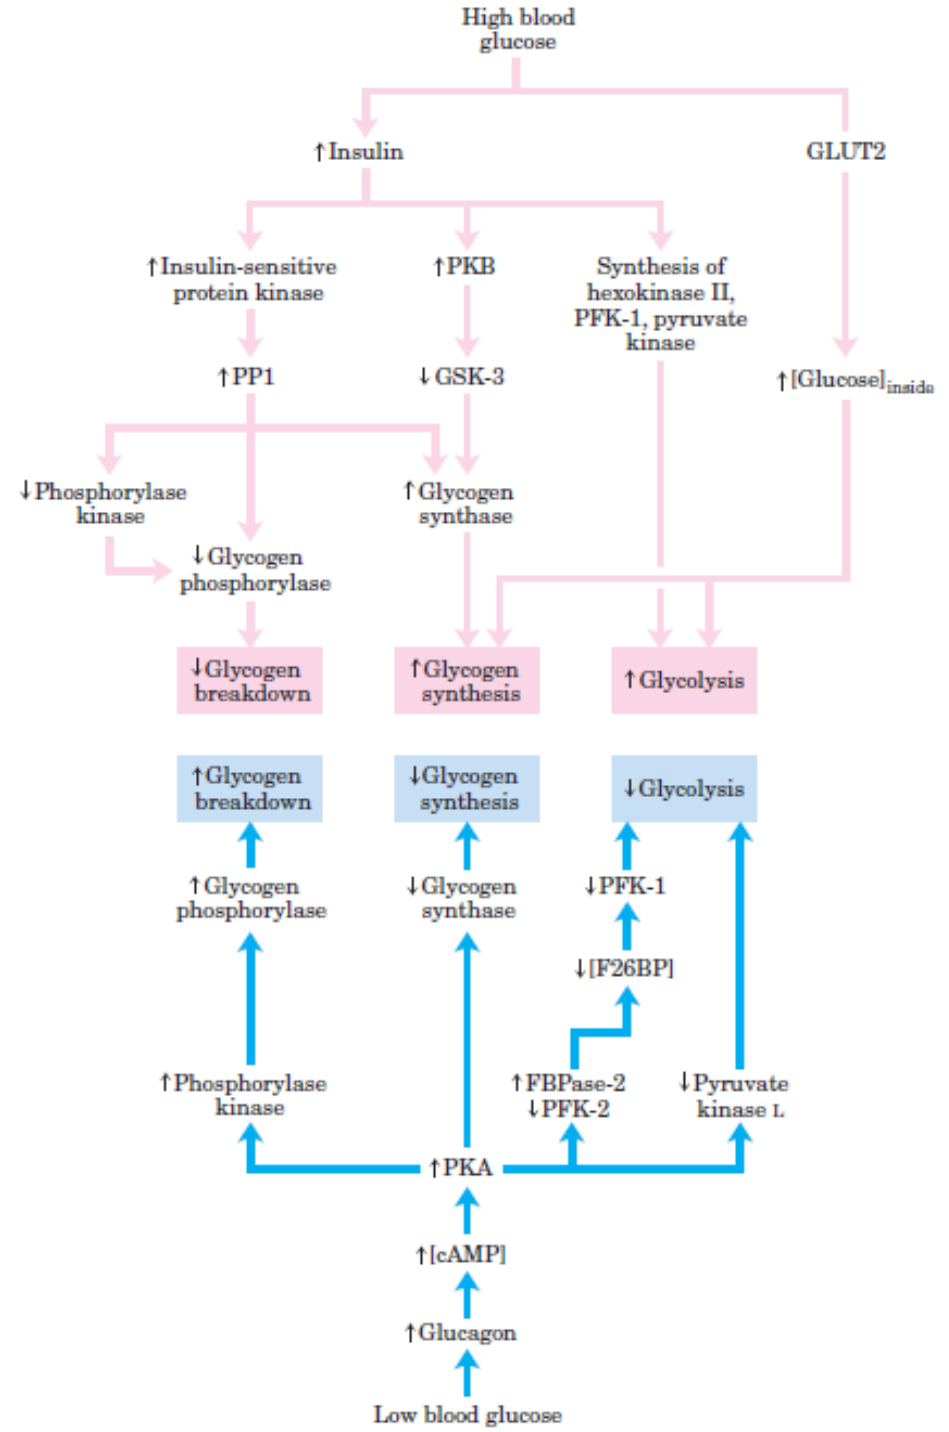 High blood
glucose
↑Insulin
GLUT2
↑Insulin-sensitive
protein kinase
↑PKB
Synthesis of
hexokinase II,
PFK-1, pyruvate
kinase
↑PP1
↓GSK-3
↑[Glucose]inside
↓Phosphorylase
kinase
↑Glycogen
synthase
↓Glycogen
phosphorylase
↓Glycogen
breakdown
↑Glycogen
synthesis
↑Glycolysis
↑Glycogen
breakdown
↓Glycogen
synthesis
↓Glycolysis
↑Glycogen
phosphorylase
↓Glycogen
synthase
↓PFK-1
↓[F26BP]
↑Phosphorylase
kinase
↑FBPase-2
↓PFK-2
↓Pyruvate
kinase L
↑PKA
↑[cAMP]
↑Glucagon
Low blood glucose